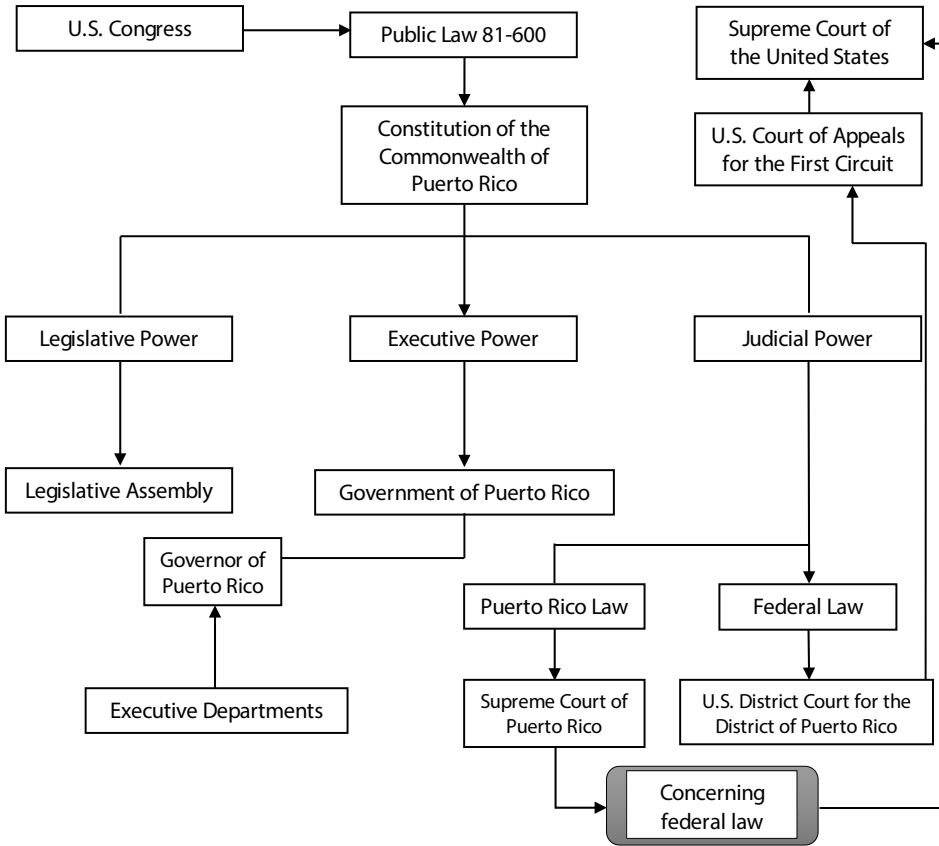 U.S. Congress
Public Law 81-600
Supreme Court of
the United States
Constitution of the
Commonwealth of
Puerto Rico
U.S. Court of Appeals
for the First Circuit
Legislative Power
Executive Power
Judicial Power
Legislative Assembly
Government of Puerto Rico
Governor of
Puerto Rico
Puerto Rico Law
Federal Law
Executive Departments
Supreme Court of
Puerto Rico
U.S. District Court for the
District of Puerto Rico
Concerning
federal law